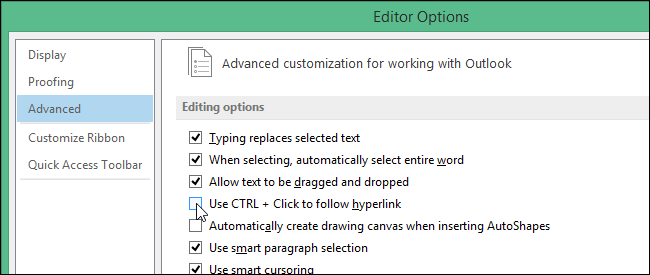 Editor Options
Display
Proofing
Advanced
Customize Ribbon
Quick Access Toolbar
Advanced customization for working with Outlook
Editing options
Typing replaces selected text
When selecting, automatically select entire word
Allow text to be dragged and dropped
Use CTRL + Click to follow hyperlink
Automatically create drawing canvas when inserting AutoShapes
Use smart paragraph selection
Use smart cursoring